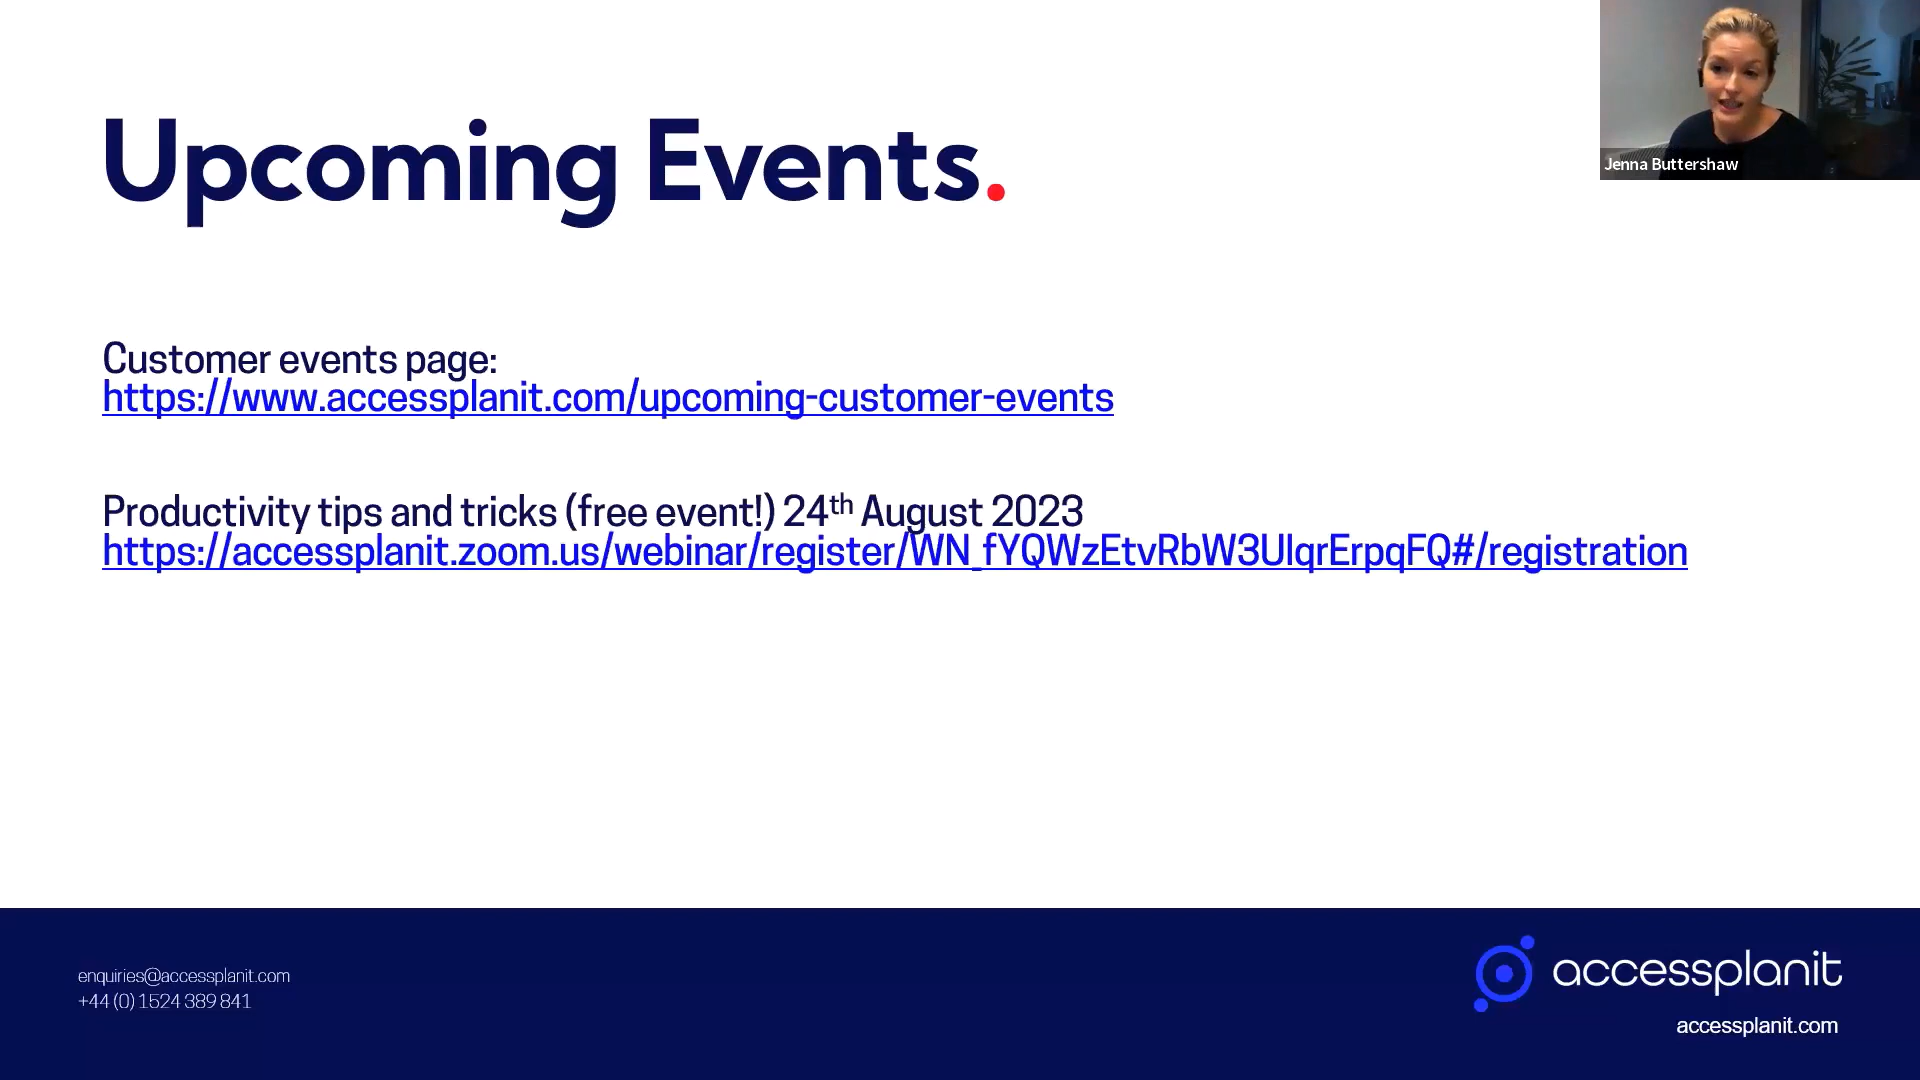 Upcoming Events.
Jenna Buttershaw
Customer events page:
https://www.accessplanit.com/upcoming-customer-events
Productivity tips and tricks (free event!) 24th August 2023
https://accessplanit.zoom.us/webinar/register/WN_fYQWzEtvRbW3UIqrErpqFQ#/registration
enquiries@accessplanit.com
+44 (0) 1524 389 841
accessplanit
accessplanit.com